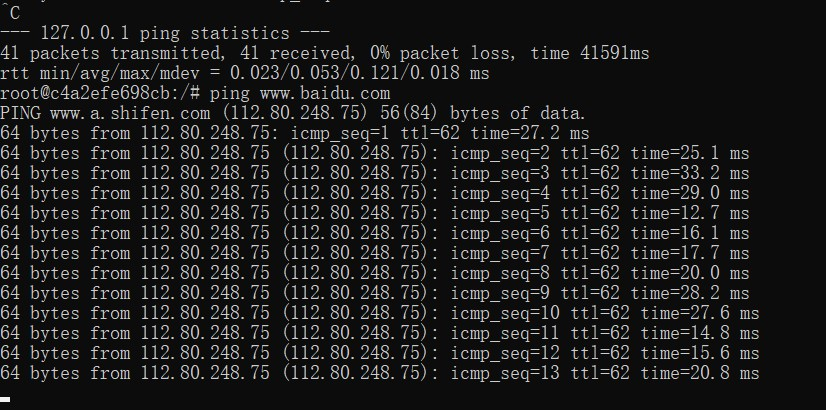 ^C
--- 127.0.0.1 ping statistics ---
41 packets transmitted, 41 received, 0% packet loss, time 41591ms
rtt min/avg/max/mdev = 0.023/0.053/0.121/0.018 ms
root@c4a2efe698cb:/# ping www.baidu.com
PING www.a.shifen.com (112.80.248.75) 56(84) bytes of data.
64 bytes from 112.80.248.75: icmp_seq=1 ttl=62 time=27.2 ms
64 bytes from 112.80.248.75 (112.80.248.75): icmp_seq=2 ttl=62 time=25.1 ms
64 bytes from 112.80.248.75 (112.80.248.75): icmp_seq=3 ttl=62 time=33.2 ms
64 bytes from 112.80.248.75 (112.80.248.75): icmp_seq=4 ttl=62 time=29.0 ms
64 bytes from 112.80.248.75 (112.80.248.75): icmp_seq=5 ttl=62 time=12.7 ms
64 bytes from 112.80.248.75 (112.80.248.75): icmp_seq=6 ttl=62 time=16.1 ms
64 bytes from 112.80.248.75 (112.80.248.75): icmp_seq=7 ttl=62 time=17.7 ms
64 bytes from 112.80.248.75 (112.80.248.75): icmp_seq=8 ttl=62 time=20.0 ms
64 bytes from 112.80.248.75 (112.80.248.75): icmp_seq=9 ttl=62 time=28.2 ms
64 bytes from 112.80.248.75 (112.80.248.75): icmp_seq=10 ttl=62 time=27.6 ms
64 bytes from 112.80.248.75 (112.80.248.75): icmp_seq=11 ttl=62 time=14.8 ms
64 bytes from 112.80.248.75 (112.80.248.75): icmp_seq=12 ttl=62 time=15.6 ms
64 bytes from 112.80.248.75 (112.80.248.75): icmp_seq=13 ttl=62 time=20.8 ms